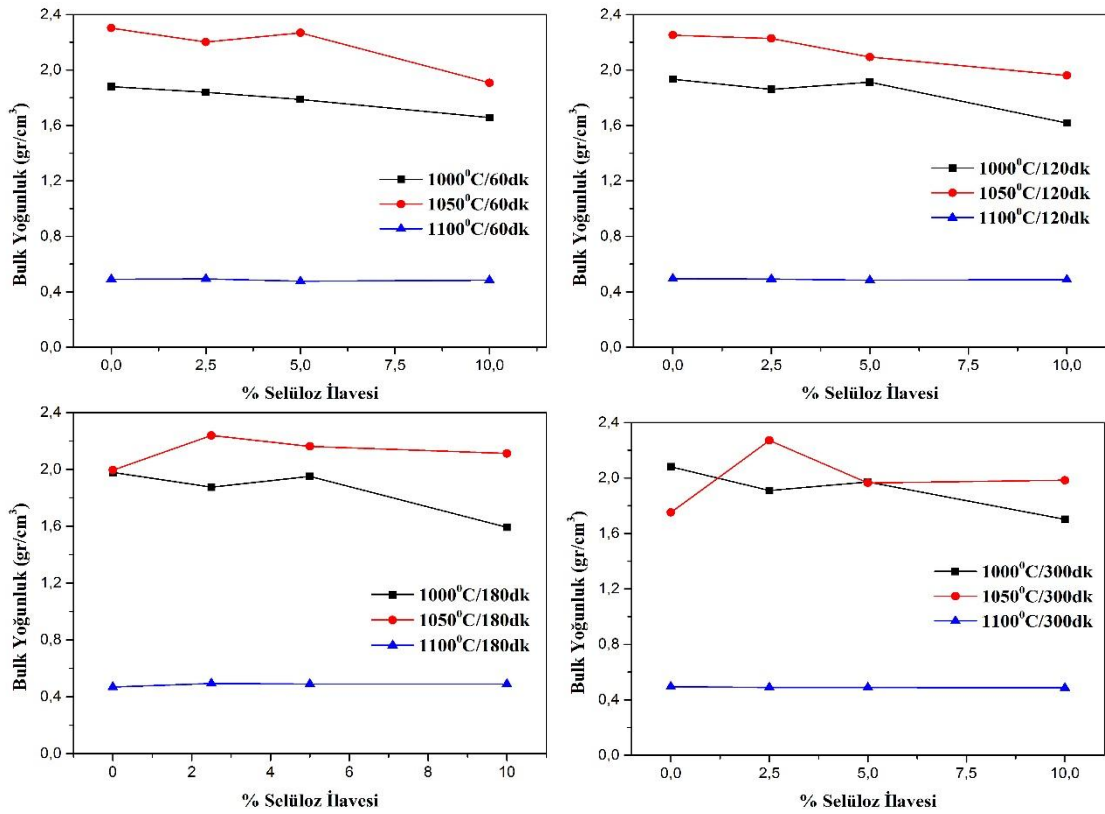 2,4
2,0
1,6
1,2
0,8
0,4
0,0
Bulk Yoğunluk (gr/cm³)
1000⁰C/60dk
1050⁰C/60dk
1100⁰C/60dk
0,0 2,5 5,0 7,5 10,0
% Selüloz İlavesi
2,4
2,0
1,6
1,2
0,8
0,4
0,0
Bulk Yoğunluk (gr/cm³)
1000⁰C/120dk
1050⁰C/120dk
1100⁰C/120dk
0,0 2,5 5,0 7,5 10,0
% Selüloz İlavesi
2,4
2,0
1,6
1,2
0,8
0,4
0,0
Bulk Yoğunluk (gr/cm³)
1000⁰C/180dk
1050⁰C/180dk
1100⁰C/180dk
0 2 4 6 8 10
% Selüloz İlavesi
2,4
2,0
1,6
1,2
0,8
0,4
0,0
Bulk Yoğunluk (gr/cm³)
1000⁰C/300dk
1050⁰C/300dk
1100⁰C/300dk
0,0 2,5 5,0 7,5 10,0
% Selüloz İlavesi